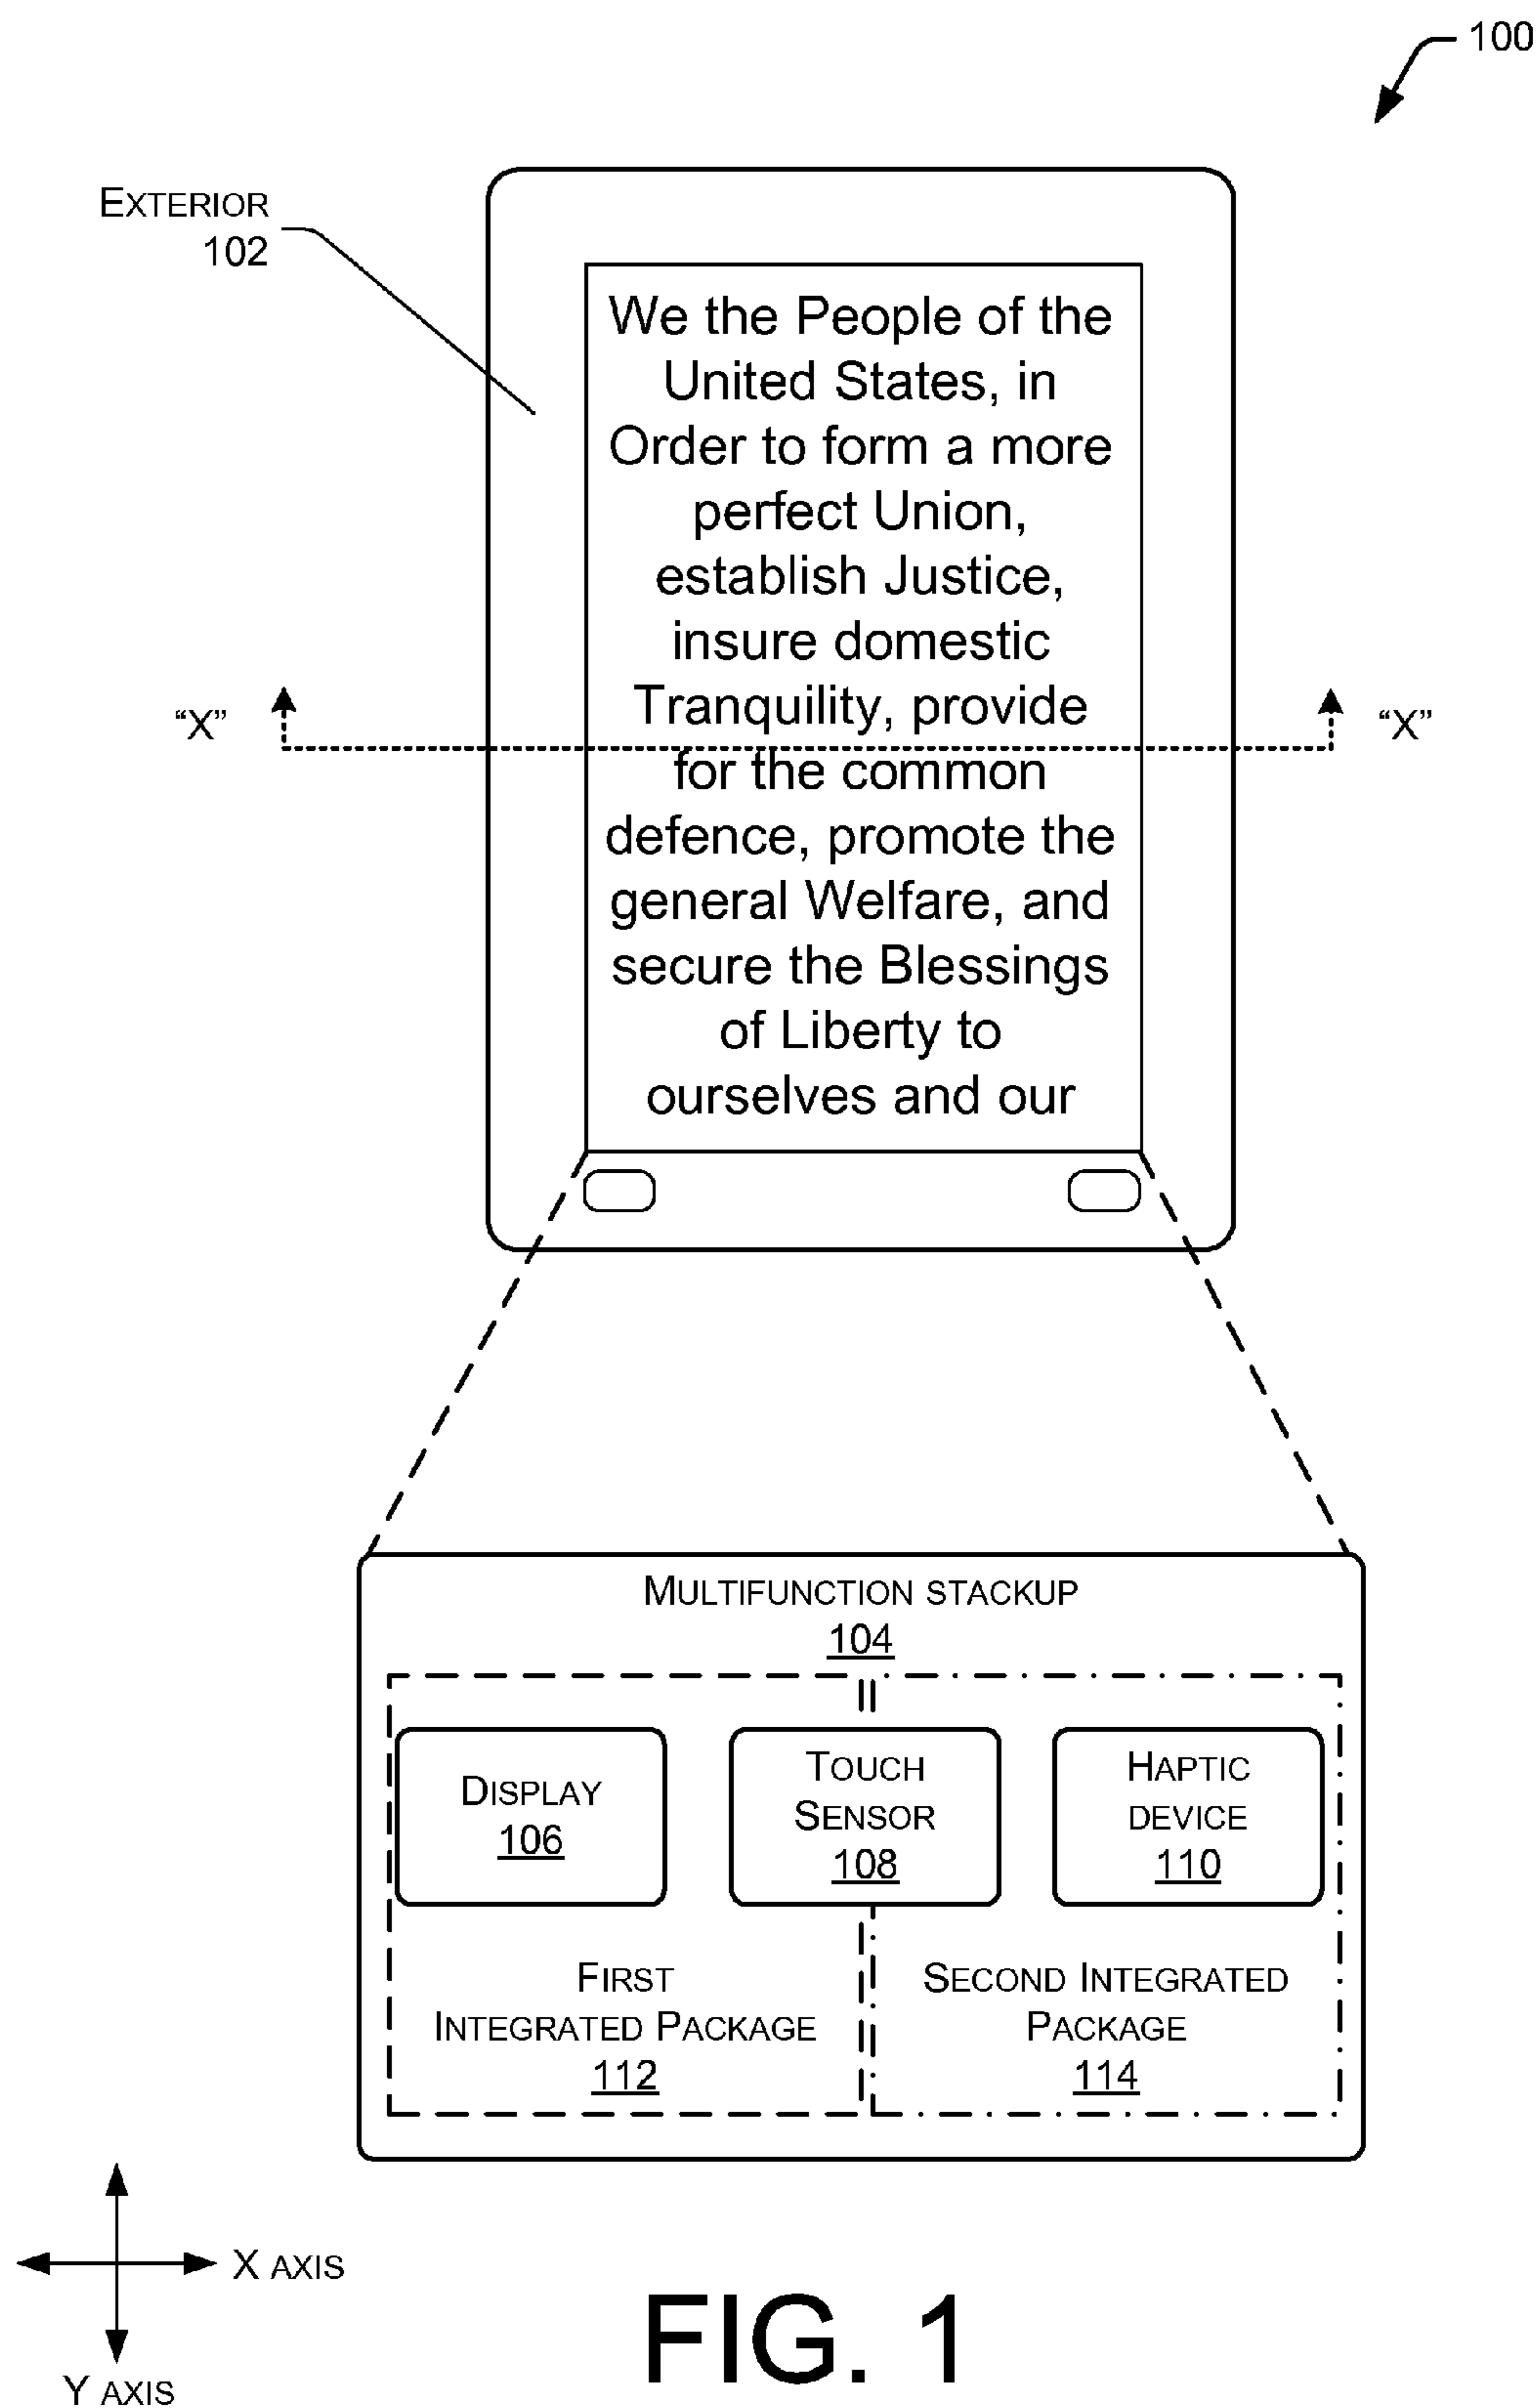 100
EXTERIOR
102
We the People of the
United States, in
Order to form a more
perfect Union,
establish Justice,
insure domestic
Tranquility, provide
“X”
“X”
for the common
defence, promote the
general Welfare, and
secure the Blessings
of Liberty to
ourselves and our
MULTIFUNCTION STACKUP
104
DISPLAY
106
TOUCH
SENSOR
108
HAPTIC
DEVICE
110
FIRST
INTEGRATED PACKAGE
112
SECOND INTEGRATED
PACKAGE
114
X AXIS
Y AXIS
FIG. 1